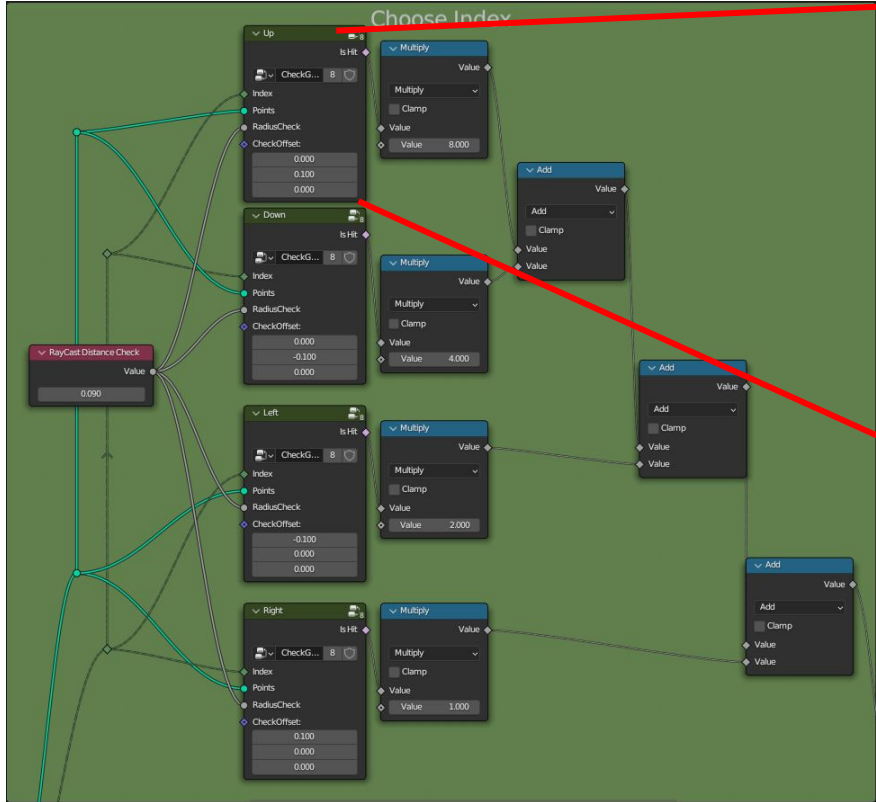 Choose Index
Up
8
Is Hit
CheckG... 8
Index
Points
RadiusCheck
CheckOffset:
0.000
0.100
0.000
Multiply
Value
Multiply
Clamp
Value
Value 8.000
Add
Value
Add
Clamp
Value
Value
Down
8
Is Hit
CheckG... 8
Index
Points
RadiusCheck
CheckOffset:
0.000
-0.100
0.000
Multiply
Value
Multiply
Clamp
Value
Value 4.000
RayCast Distance Check
Value
0.090
Add
Value
Add
Clamp
Value
Value
Left
8
Is Hit
CheckG... 8
Index
Points
RadiusCheck
CheckOffset:
-0.100
0.000
0.000
Multiply
Value
Multiply
Clamp
Value
Value 2.000
Add
Value
Add
Clamp
Value
Value
Right
8
Is Hit
CheckG... 8
Index
Points
RadiusCheck
CheckOffset:
0.100
0.000
0.000
Multiply
Value
Multiply
Clamp
Value
Value 1.000